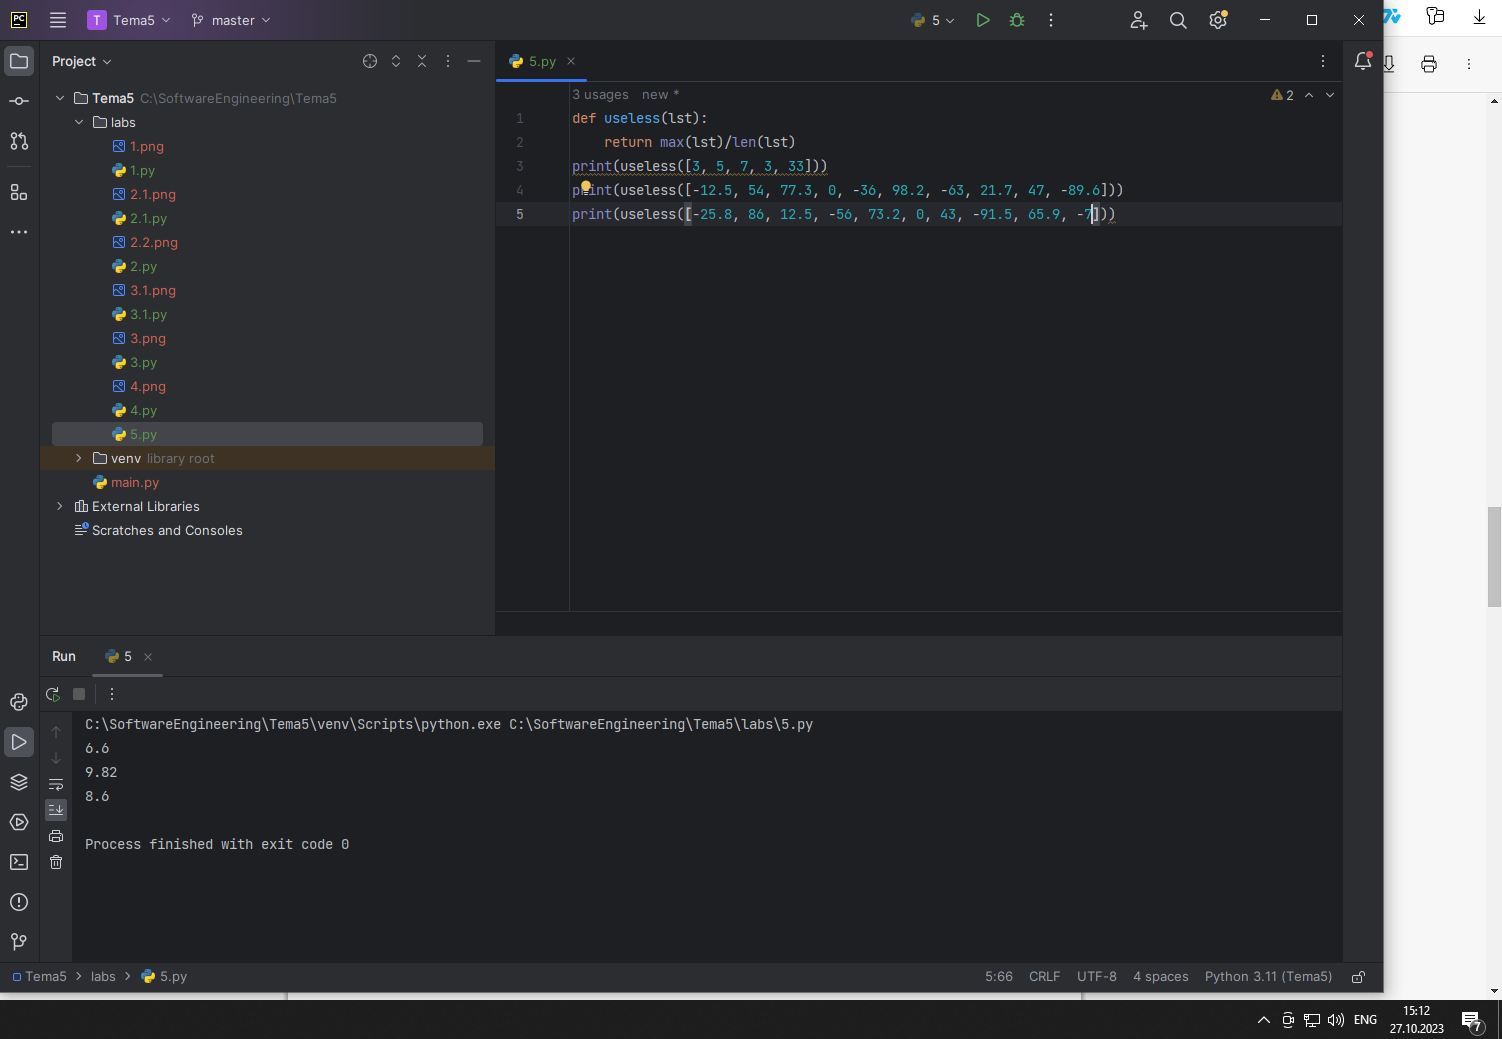 PC
T Tema5
master
5
Project
5.py
Tema5 C:\SoftwareEngineering\Tema5
labs
1.png
1.py
2.1.png
2.1.py
2.2.png
2.py
3.1.png
3.1.py
3.png
3.py
4.png
4.py
5.py
venv library root
main.py
External Libraries
Scratches and Consoles
3 usages new *
2
1 def useless(lst):
2 return max(lst)/len(lst)
3 print(useless([3, 5, 7, 3, 33]))
4 print(useless([-12.5, 54, 77.3, 0, -36, 98.2, -63, 21.7, 47, -89.6]))
5 print(useless([-25.8, 86, 12.5, -56, 73.2, 0, 43, -91.5, 65.9, -7]))
Run 5
C:\SoftwareEngineering\Tema5\venv\Scripts\python.exe C:\SoftwareEngineering\Tema5\labs\5.py
6.6
9.82
8.6
Process finished with exit code 0
Tema5 > labs > 5.py
5:66 CRLF UTF-8 4 spaces Python 3.11 (Tema5)
ENG
15:12
27.10.2023
7